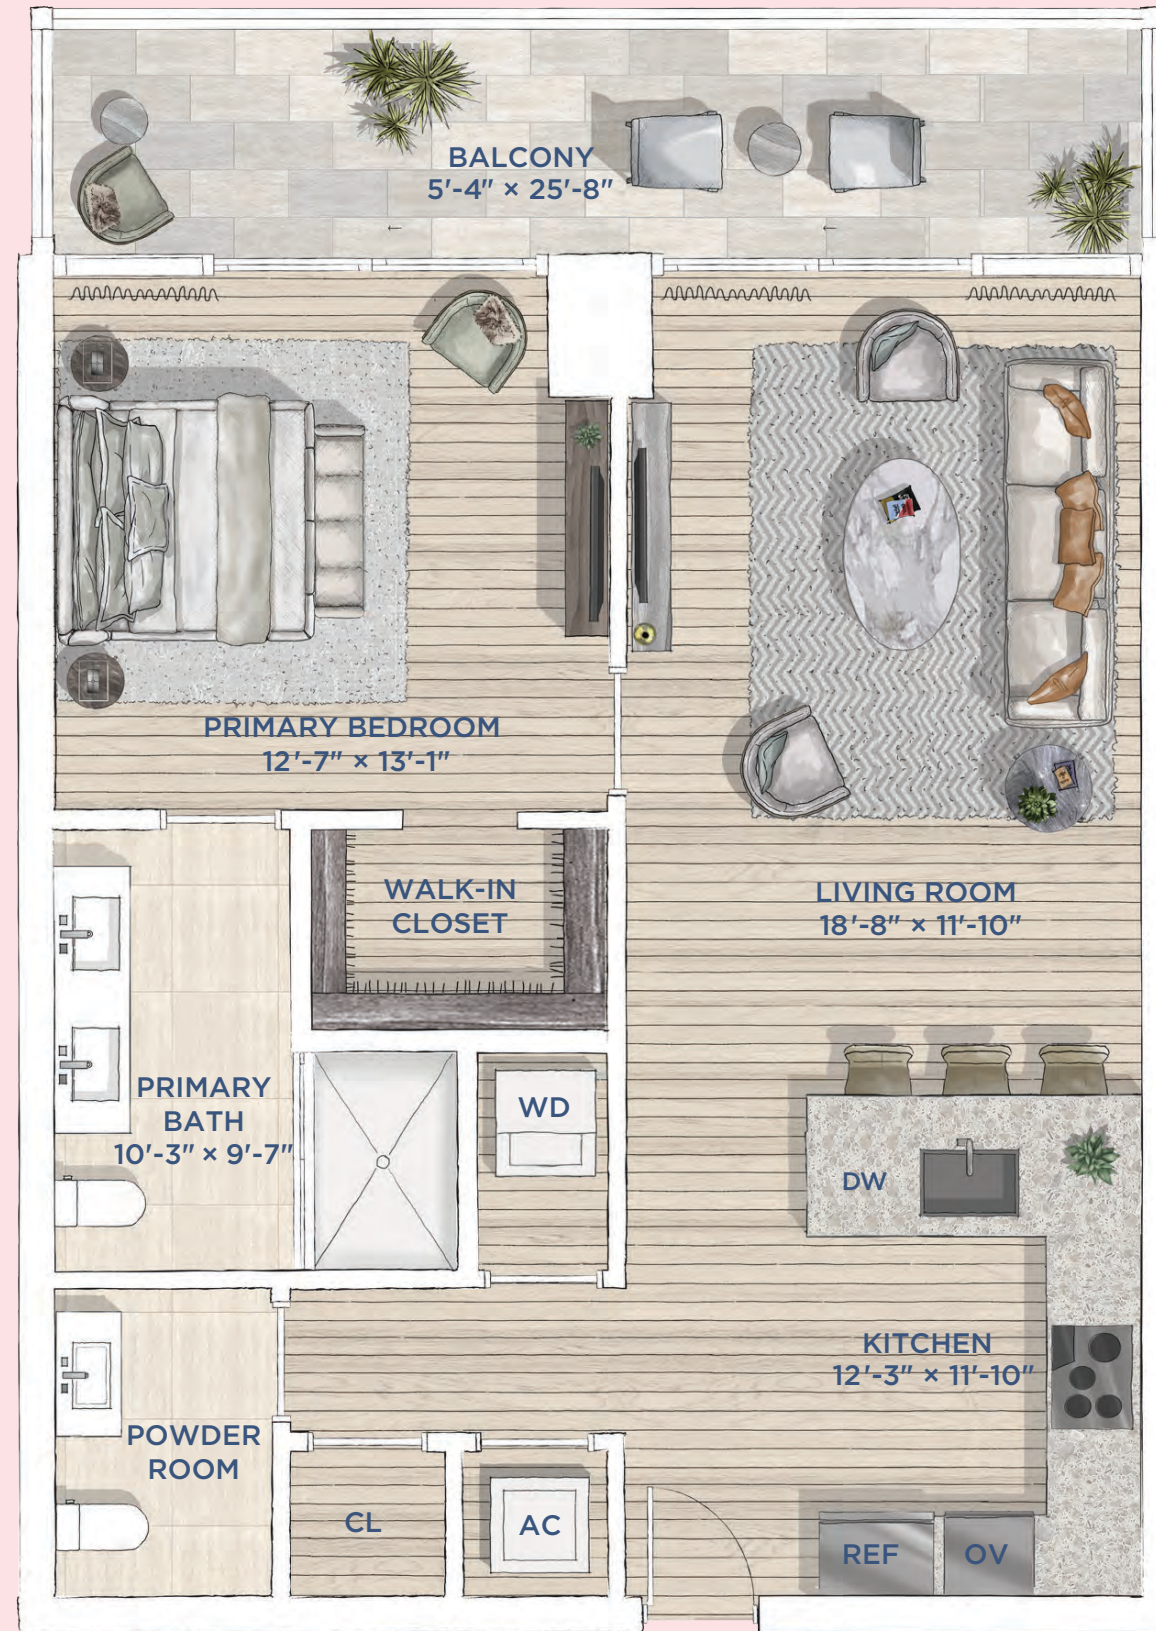 BALCONY
5'-4" × 25'-8"
PRIMARY BEDROOM
12'-7" × 13'-1"
WALK-IN
CLOSET
LIVING ROOM
18'-8" × 11'-10"
PRIMARY
BATH
10'-3" × 9'-7"
WD
DW
KITCHEN
12'-3" × 11'-10"
POWDER
ROOM
CL
AC
REF
OV